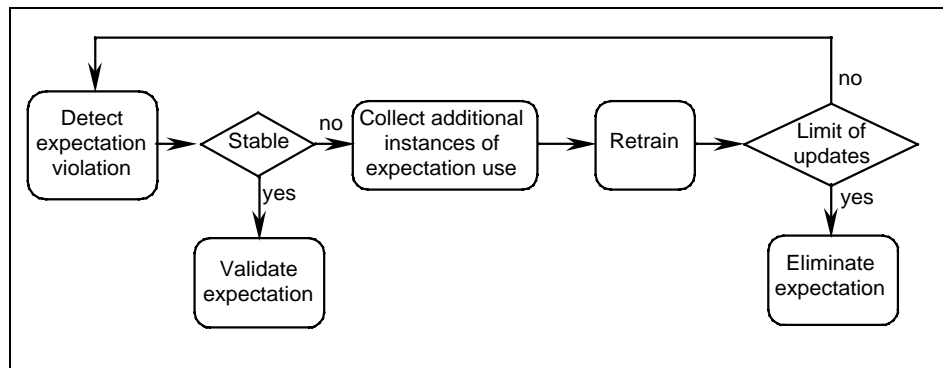 no
Detect
expectation
violation
Stable
no
Collect additional
instances of
expectation use
Retrain
Limit of
updates
yes
yes
Validate
expectation
Eliminate
expectation